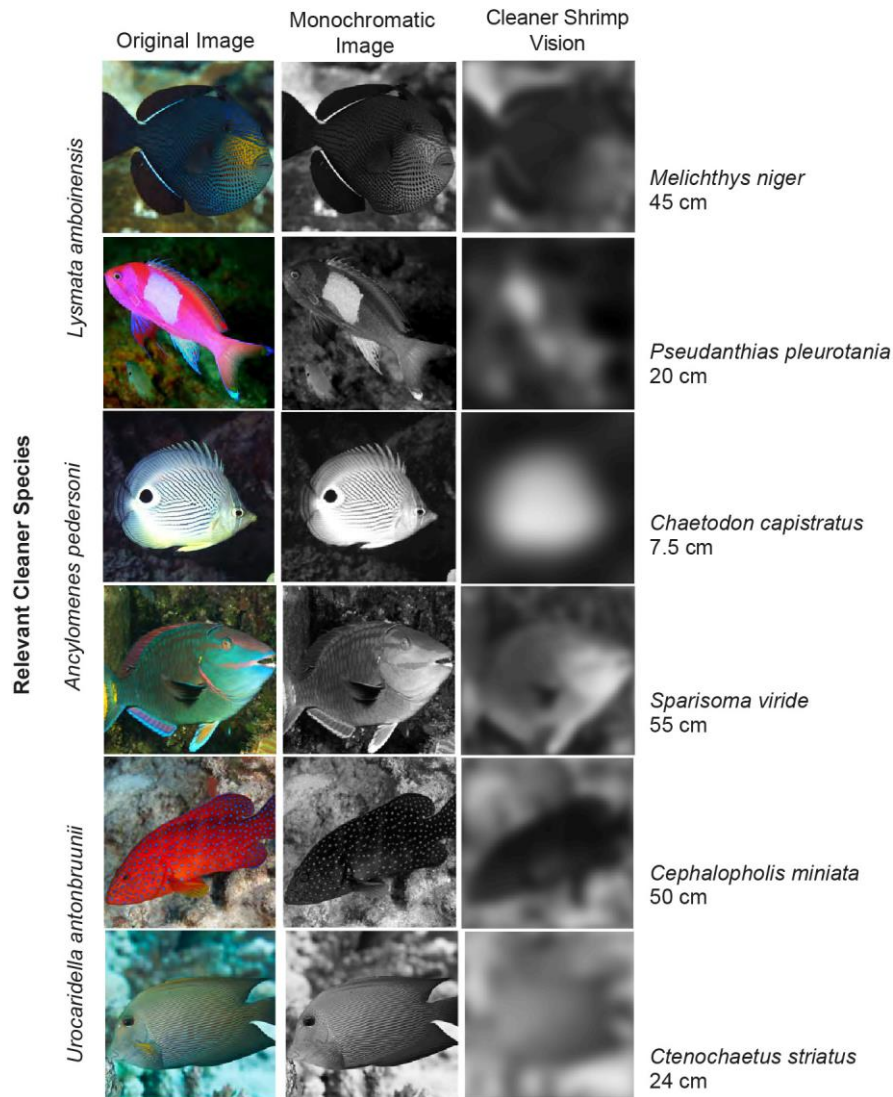 Original Image
Monochromatic
Image
Cleaner Shrimp
Vision
Relevant Cleaner Species
Lysmata amboinensis
Melichthys niger
45 cm
Pseudanthias pleurotania
20 cm
Ancylomenes pedersoni
Chaetodon capistratus
7.5 cm
Sparisoma viride
55 cm
Urocaridella antonbruunii
Cephalopholis miniata
50 cm
Ctenochaetus striatus
24 cm